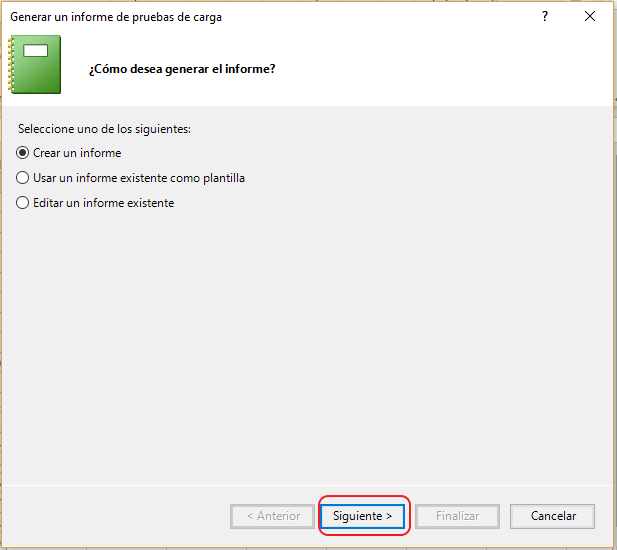 Generar un informe de pruebas de carga
?
¿Cómo desea generar el informe?
Seleccione uno de los siguientes:
Crear un informe
Usar un informe existente como plantilla
Editar un informe existente
< Anterior Siguiente > Finalizar Cancelar